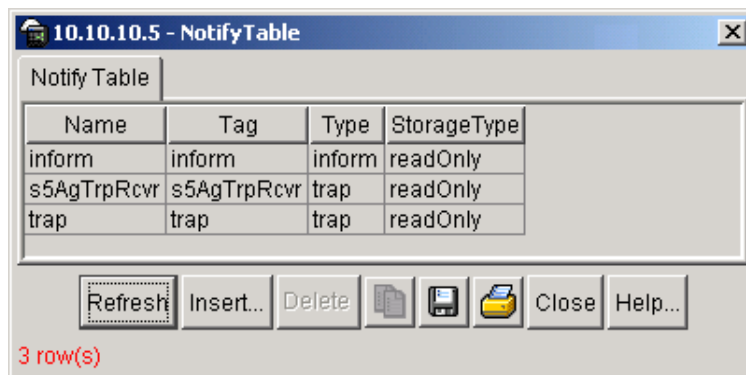 10.10.10.5 - NotifyTable
Notify Table
Name Tag Type StorageType
inform inform inform readOnly
s5AgTrpRcvr s5AgTrpRcvr trap readOnly
trap trap trap readOnly
Refresh Insert... Delete Close Help...
3 row(s)